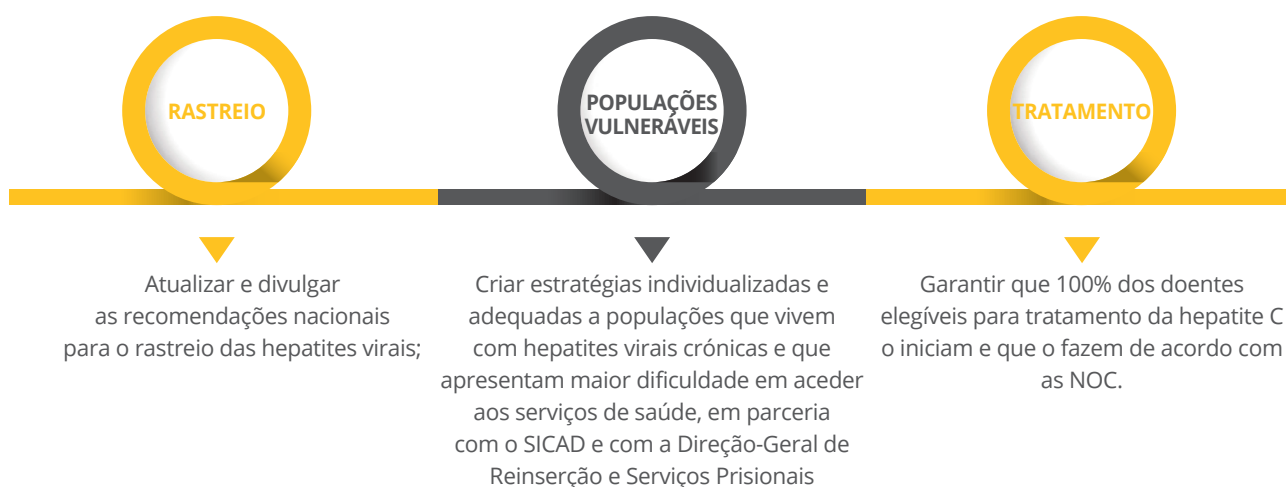 RASTREIO
Atualizar e divulgar
as recomendações nacionais
para o rastreio das hepatites virais;
POPULAÇÕES
VULNERÁVEIS
Criar estratégias individualizadas e
adequadas a populações que vivem
com hepatites virais crónicas e que
apresentam maior dificuldade em aceder
aos serviços de saúde, em parceria
com o SICAD e com a Direção-Geral de
Reinserção e Serviços Prisionais
TRATAMENTO
Garantir que 100% dos doentes
elegíveis para tratamento da hepatite C
o iniciam e que o fazem de acordo com
as NOC.